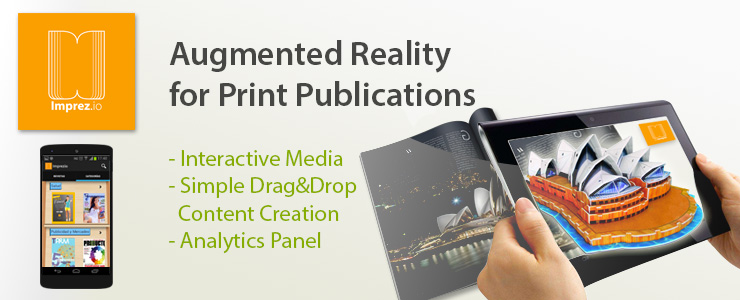 Imprez.io
Augmented Reality
for Print Publications
- Interactive Media
- Simple Drag&Drop
Content Creation
- Analytics Panel